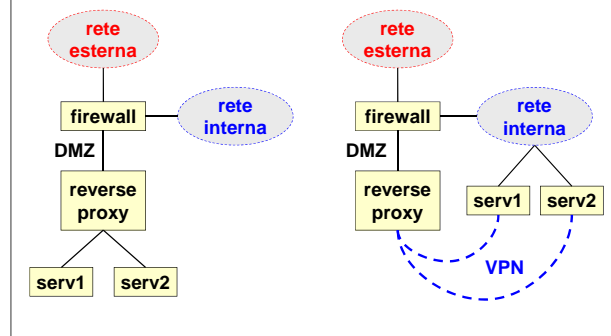 rete
esterna
firewall
rete
interna
DMZ
reverse
proxy
serv1
serv2
rete
esterna
firewall
rete
interna
DMZ
reverse
proxy
serv1
serv2
VPN